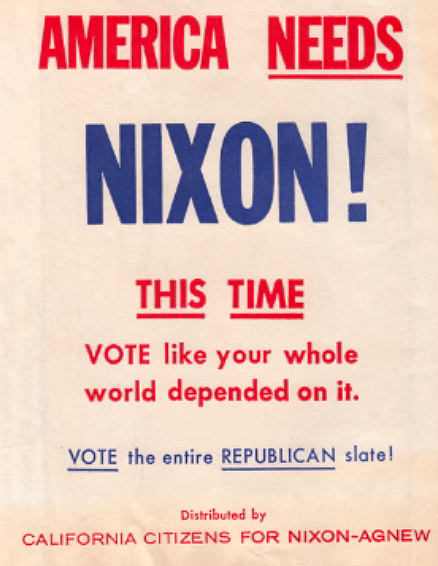 AMERICA NEEDS
NIXON!
THIS TIME
VOTE like your whole
world depended on it.
VOTE the entire REPUBLICAN slate!
Distributed by
CALIFORNIA CITIZENS FOR NIXON-AGNEW